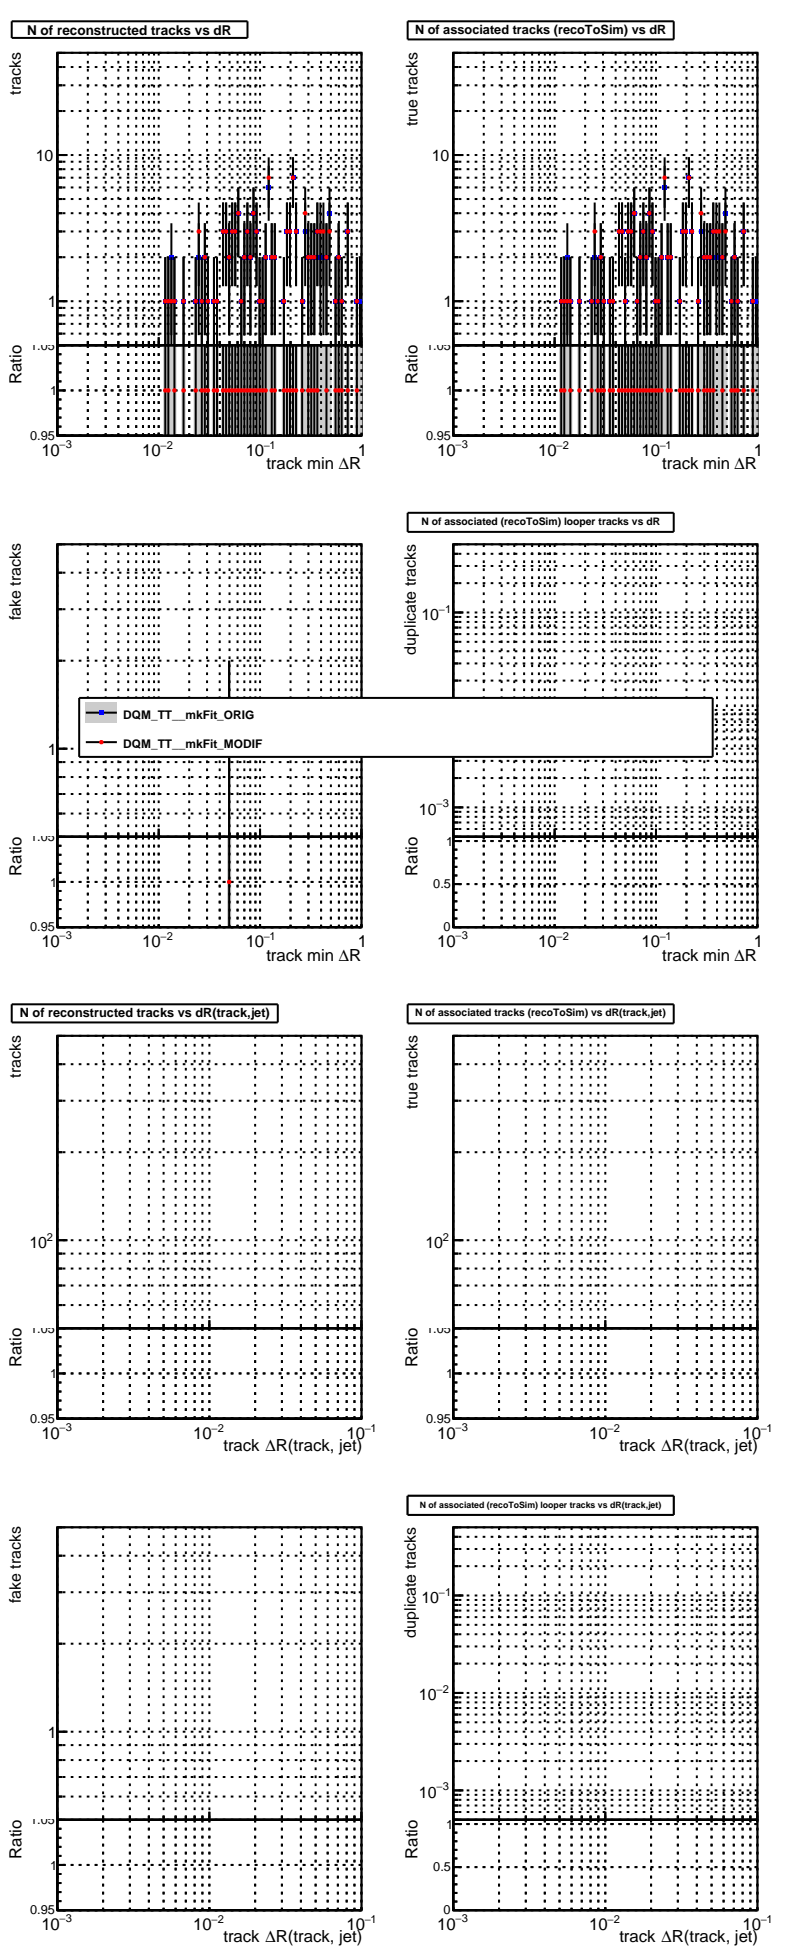 N of reconstructed tracks vs dR
N of associated tracks (recoToSim) vs dR
tracks
10
1
1.05
Ratio
1
0.95
10−3
10−2
10−1
1
track min ΔR
true tracks
10
1
1.05
Ratio
1
0.95
10−3
10−2
10−1
1
track min ΔR
N of associated (recoToSim) looper tracks vs dR
fake tracks
1
1.05
Ratio
1
0.95
10−3
10−2
10−1
1
track min ΔR
duplicate tracks
10−1
10−3
1
Ratio
0.5
0
10−3
10−2
10−1
1
track min ΔR
DQM_TT__mkFit_ORIG
DQM_TT__mkFit_MODIF
N of reconstructed tracks vs dR(track,jet)
N of associated tracks (recoToSim) vs dR(track,jet)
tracks
102
1.05
Ratio
1
0.95
10−3
10−2
10−1
track ΔR(track, jet)
true tracks
102
1.05
Ratio
1
0.95
10−3
10−2
10−1
track ΔR(track, jet)
N of associated (recoToSim) looper tracks vs dR(track,jet)
fake tracks
1
1.05
Ratio
1
0.95
10−3
10−2
10−1
track ΔR(track, jet)
duplicate tracks
10−1
10−2
10−3
1
Ratio
0.5
0
10−3
10−2
10−1
track ΔR(track, jet)